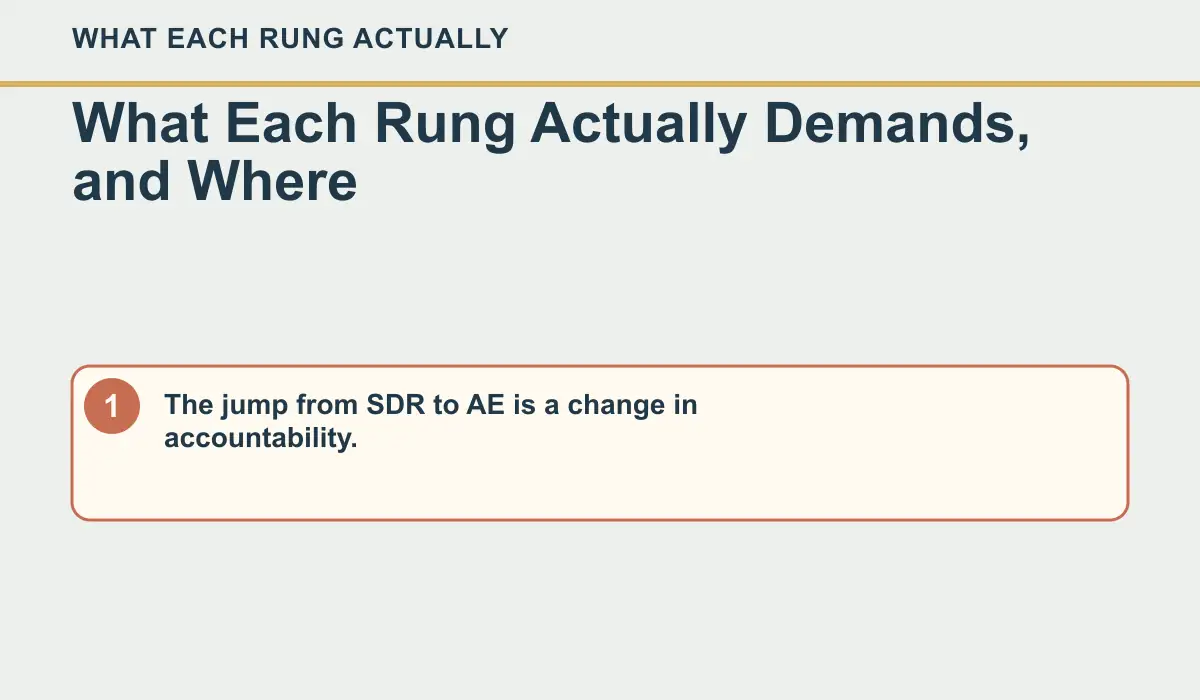 WHAT EACH RUNG ACTUALLY
What Each Rung Actually Demands,
and Where
1
The jump from SDR to AE is a change in
accountability.